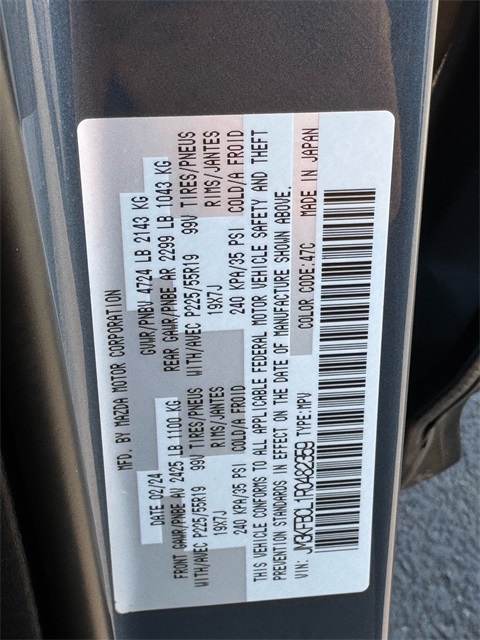 MFD. BY MAZDA MOTOR CORPORATION
DATE 02/24 GVWR/PNBV 4724 LB 2143 KG
FRONT GAWR/PNBE AV 2425 LB 1100 KG REAR GAWR/PNBE AR 2299 LB 1043 KG
WITH/AVEC P225/55R19 99V TIRES/PNEUS WITH/AVEC P225/55R19 99V TIRES/PNEUS
19X7J RIMS/JANTES 19X7J RIMS/JANTES
240 KPA/35 PSI COLD/A FROID 240 KPA/35 PSI COLD/A FROID
THIS VEHICLE CONFORMS TO ALL APPLICABLE FEDERAL MOTOR VEHICLE SAFETY AND THEFT
PREVENTION STANDARDS IN EFFECT ON THE DATE OF MANUFACTURE SHOWN ABOVE.
VIN: JM3KFBCL1R0482359 TYPE:MPV COLOR CODE:47C MADE IN JAPAN